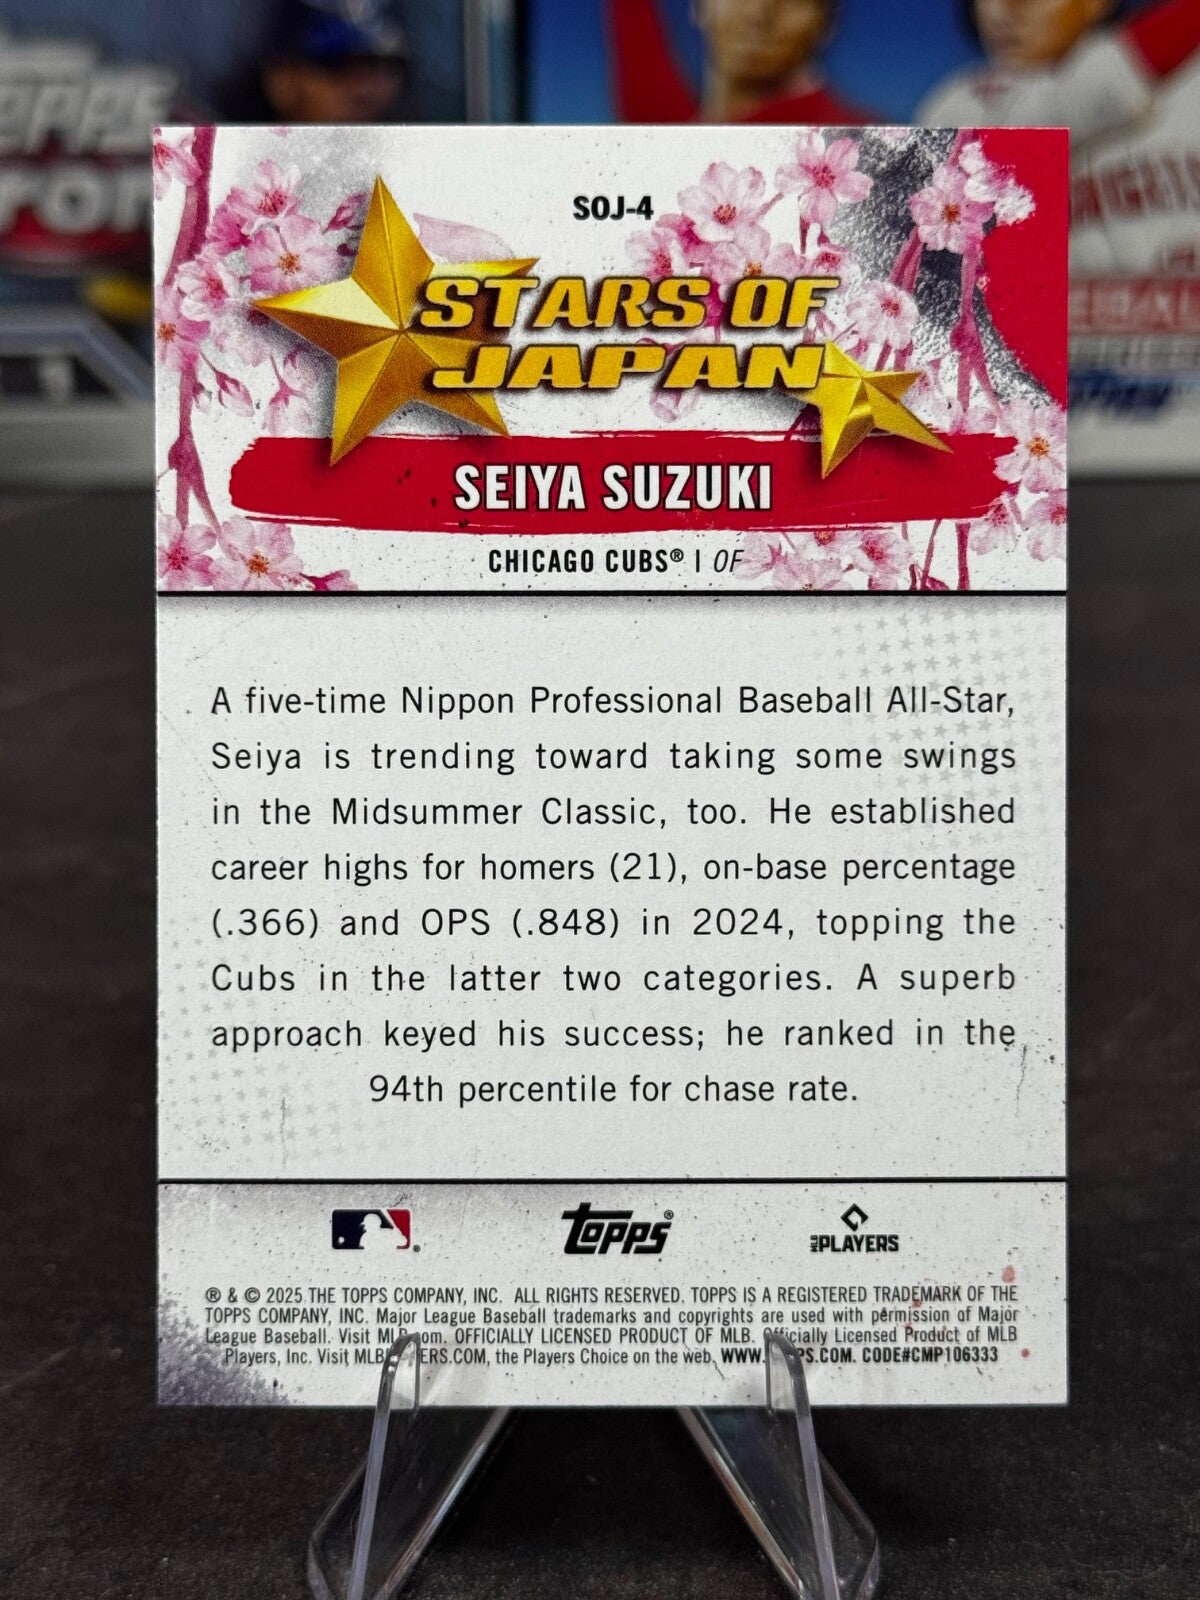 SOJ-4
STARS OF
JAPAN
SEIYA SUZUKI
CHICAGO CUBS® | OF
A five-time Nippon Professional Baseball All-Star,
Seiya is trending toward taking some swings
in the Midsummer Classic, too. He established
career highs for homers (21), on-base percentage
(.366) and OPS (.848) in 2024, topping the
Cubs in the latter two categories. A superb
approach keyed his success; he ranked in the
94th percentile for chase rate.
topps®
MLB PLAYERS
® & © 2025 THE TOPPS COMPANY, INC. ALL RIGHTS RESERVED. TOPPS IS A REGISTERED TRADEMARK OF THE
TOPPS COMPANY, INC. Major League Baseball trademarks and copyrights are used with permission of Major
League Baseball. Visit MLB.com. OFFICIALLY LICENSED PRODUCT OF MLB. Officially Licensed Product of MLB
Players, Inc. Visit the Players Choice on the web. CODE#CMP106333